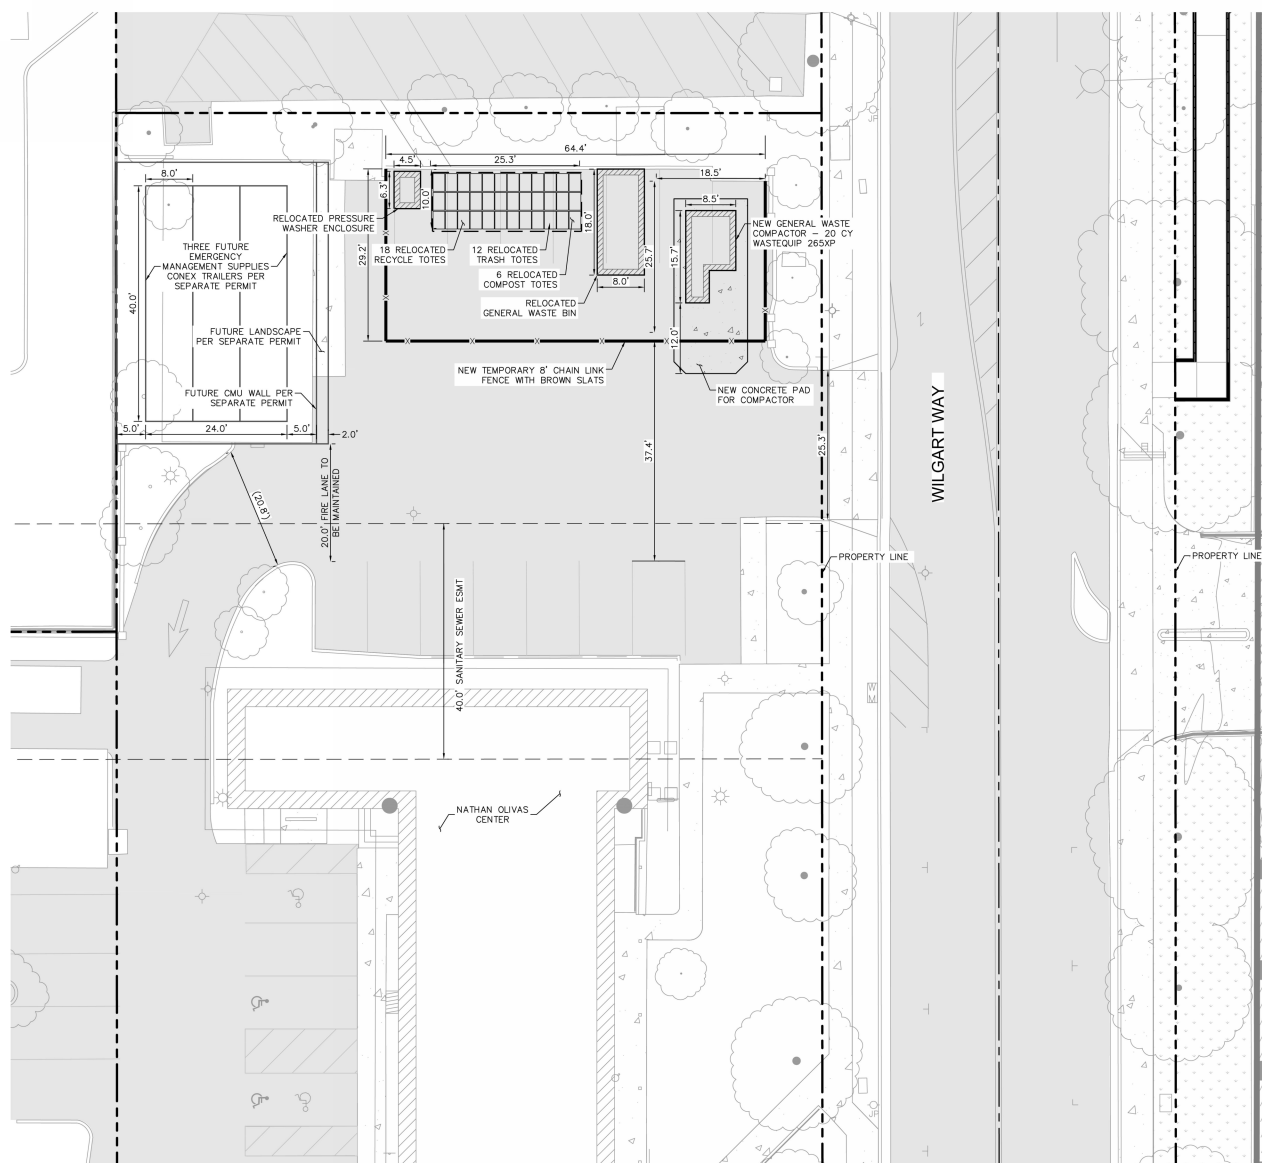 64.4'
4.5'
25.3'
18.5'
8.0'
6.3'
10.0'
18.0'
8.5'
RELOCATED PRESSURE
WASHER ENCLOSURE
NEW GENERAL WASTE
COMPACTOR – 20 CY
WASTEQUIP 265XP
THREE FUTURE
EMERGENCY
MANAGEMENT SUPPLIES
CONEX TRAILERS PER
SEPARATE PERMIT
18 RELOCATED
RECYCLE TOTES
12 RELOCATED
TRASH TOTES
6 RELOCATED
COMPOST TOTES
29.2'
25.7'
15.7'
8.0'
40.0'
RELOCATED
GENERAL WASTE BIN
FUTURE LANDSCAPE
PER SEPARATE PERMIT
12.0'
NEW TEMPORARY 8' CHAIN LINK
FENCE WITH BROWN SLATS
FUTURE CMU WALL PER
SEPARATE PERMIT
NEW CONCRETE PAD
FOR COMPACTOR
5.0'
24.0'
5.0'
2.0'
37.4'
25.3'
WILGART WAY
(20.8')
20.0' FIRE LANE TO
BE MAINTAINED
PROPERTY LINE
PROPERTY LINE
40.0' SANITARY SEWER ESMT
WM
NATHAN OLIVAS
CENTER
JP
JP